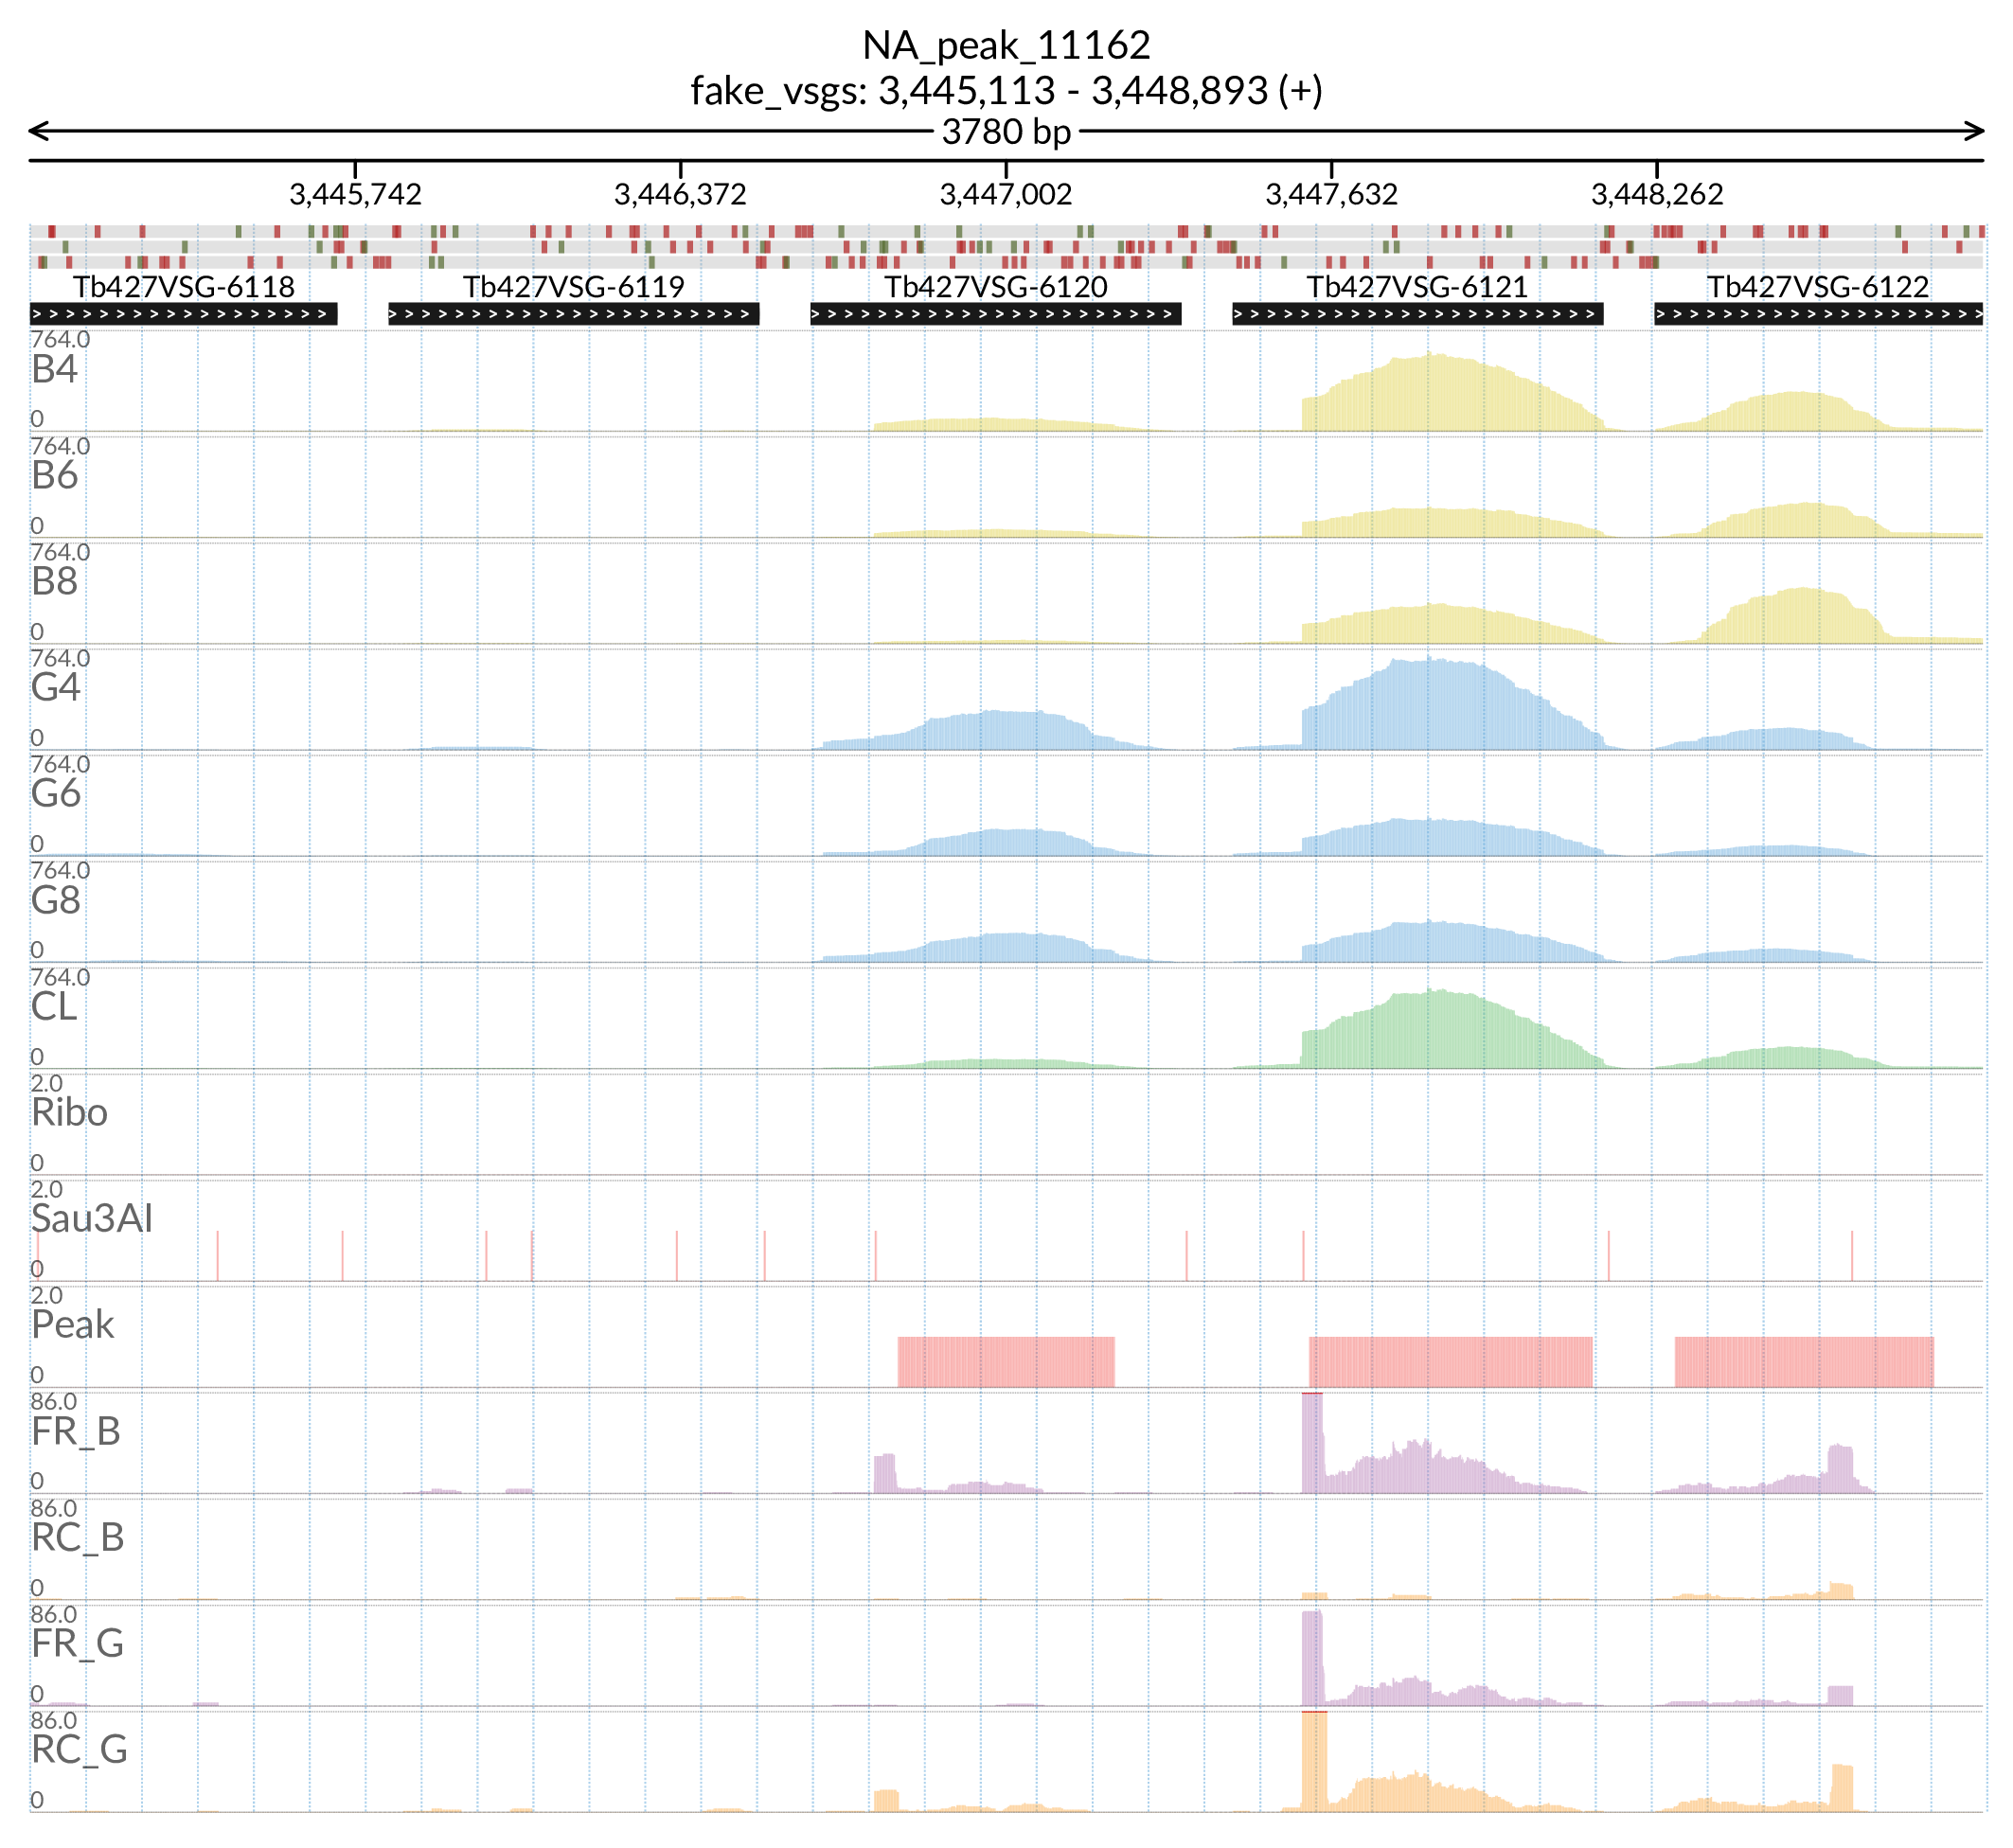 NA_peak_11162
fake_vsgs: 3,445,113 - 3,448,893 (+)
3780 bp
3,445,742 3,446,372 3,447,002 3,447,632 3,448,262
Tb427VSG-6118 Tb427VSG-6119 Tb427VSG-6120 Tb427VSG-6121 Tb427VSG-6122
764.0
B4
0
764.0
B6
0
764.0
B8
0
764.0
G4
0
764.0
G6
0
764.0
G8
0
764.0
CL
0
2.0
Ribo
0
2.0
Sau3AI
0
2.0
Peak
0
86.0
FR_B
0
86.0
RC_B
0
86.0
FR_G
0
86.0
RC_G
0